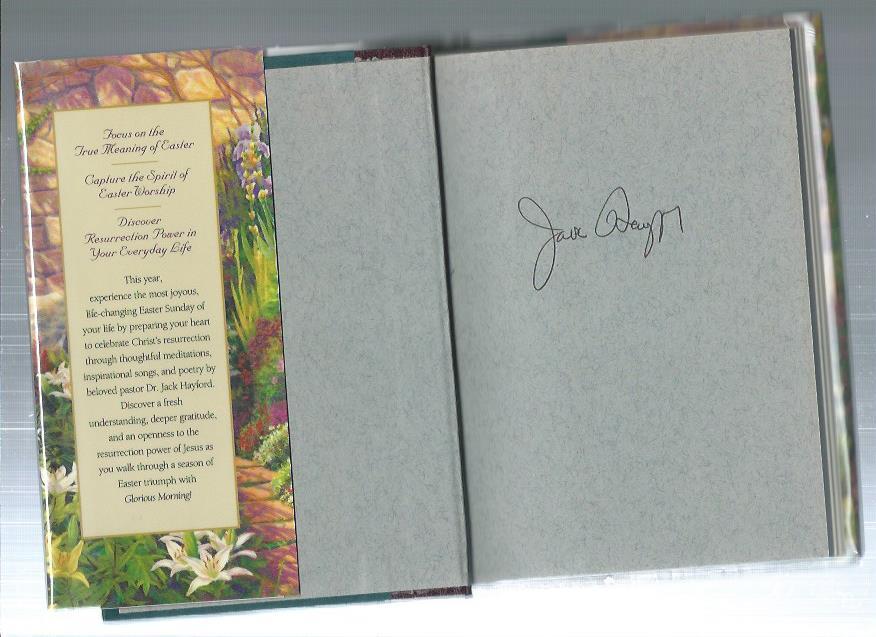 Focus on the
True Meaning of Easter
Capture the Spirit of
Easter Worship
Discover
Resurrection Power in
Your Everyday Life
This year,
experience the most joyous,
life-changing Easter Sunday of
your life by preparing your heart
to celebrate Christ's resurrection
through thoughtful meditations,
inspirational songs, and poetry by
beloved pastor Dr. Jack Hayford.
Discover a fresh
understanding, deeper gratitude,
and an openness to the
resurrection power of Jesus as
you walk through a season of
Easter triumph with
Glorious Morning!
Jack